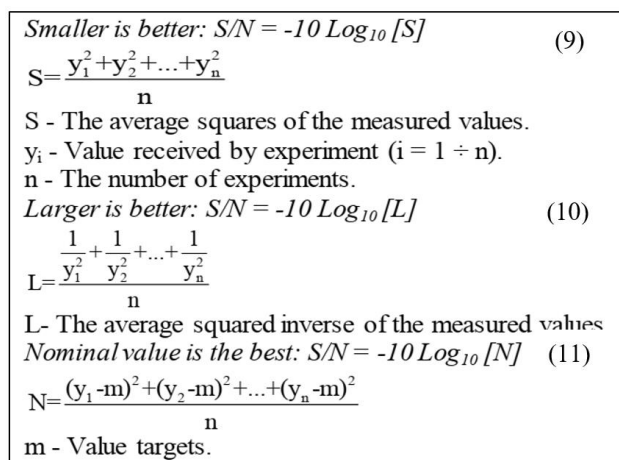 Smaller is better: S/N = -10 Log₁₀ [S] (9)
S=(y₁²+y₂²+...+yₙ²)/n
S - The average squares of the measured values.
yᵢ - Value received by experiment (i = 1 ÷ n).
n - The number of experiments.
Larger is better: S/N = -10 Log₁₀ [L] (10)
L=(1/y₁²+1/y₂²+...+1/yₙ²)/n
L- The average squared inverse of the measured values
Nominal value is the best: S/N = -10 Log₁₀ [N] (11)
N=((y₁-m)²+(y₂-m)²+...+(yₙ-m)²)/n
m - Value targets.